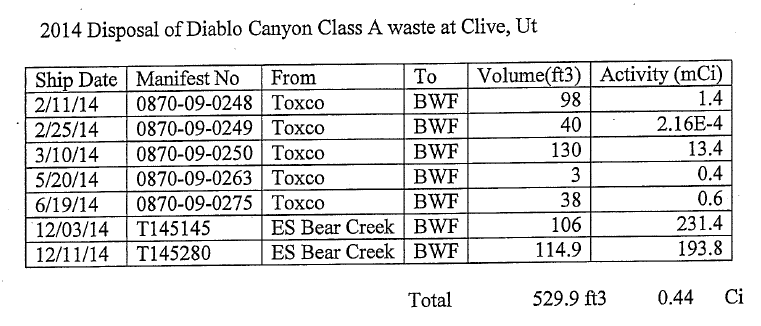 2014 Disposal of Diablo Canyon Class A waste at Clive, Ut
Ship Date Manifest No From To Volume(ft3) Activity (mCi)
2/11/14 0870-09-0248 Toxco BWF 98 1.4
2/25/14 0870-09-0249 Toxco BWF 40 2.16E-4
3/10/14 0870-09-0250 Toxco BWF 130 13.4
5/20/14 0870-09-0263 Toxco BWF 3 0.4
6/19/14 0870-09-0275 Toxco BWF 38 0.6
12/03/14 T145145 ES Bear Creek BWF 106 231.4
12/11/14 T145280 ES Bear Creek BWF 114.9 193.8
Total 529.9 ft3 0.44 Ci